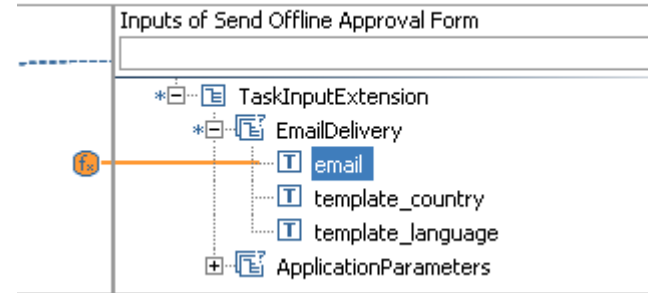 Inputs of Send Offline Approval Form
TaskInputExtension
EmailDelivery
email
template_country
template_language
ApplicationParameters